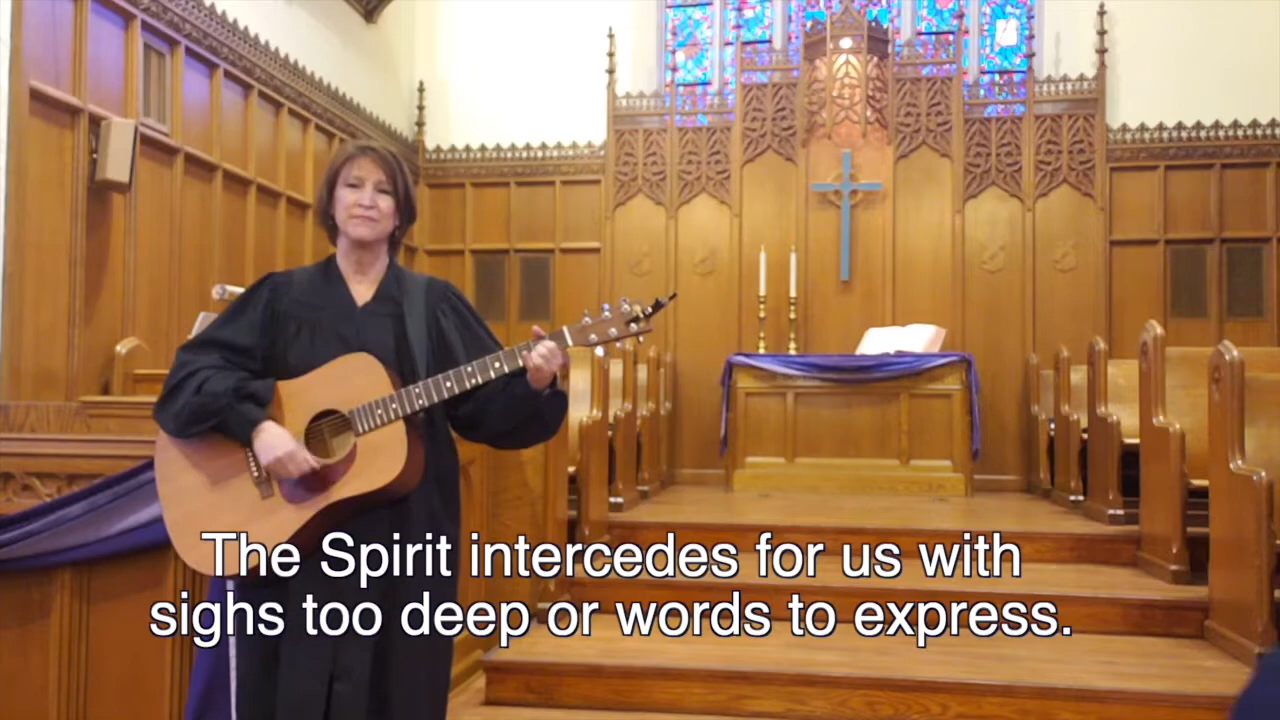 The Spirit intercedes for us with
sighs too deep or words to express.